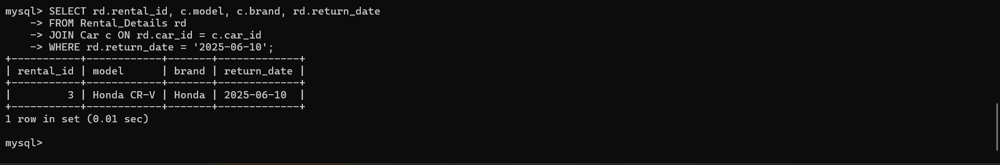 mysql> SELECT rd.rental_id, c.model, c.brand, rd.return_date
    -> FROM Rental_Details rd
    -> JOIN Car c ON rd.car_id = c.car_id
    -> WHERE rd.return_date = '2025-06-10';
+-----------+------------+-------+-------------+
| rental_id | model      | brand | return_date |
+-----------+------------+-------+-------------+
|         3 | Honda CR-V | Honda | 2025-06-10  |
+-----------+------------+-------+-------------+
1 row in set (0.01 sec)

mysql>